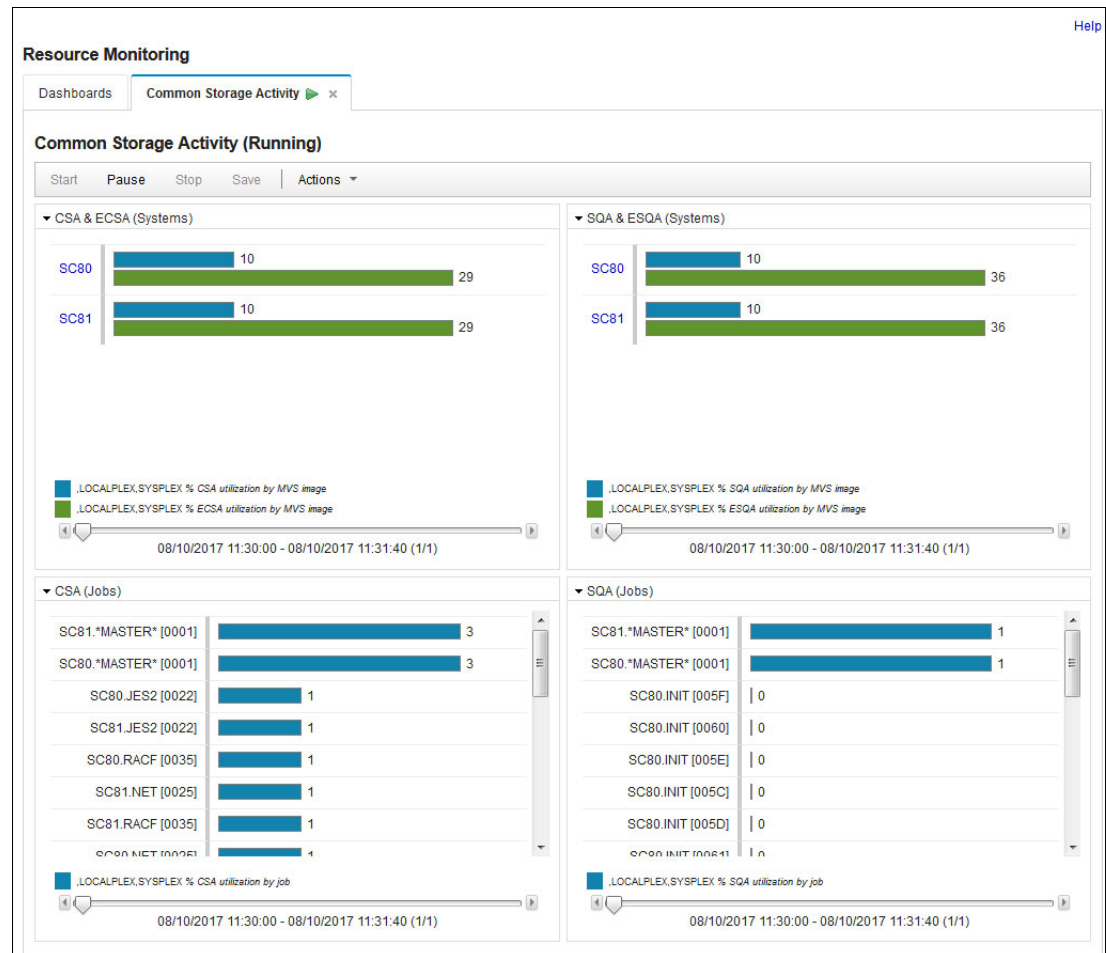 Help
Resource Monitoring
Dashboards Common Storage Activity
Common Storage Activity (Running)
Start Pause Stop Save Actions
CSA & ECSA (Systems)
SC80 10
29
SC81 10
29
,LOCALPLEX,SYSPLEX % CSA utilization by MVS image
,LOCALPLEX,SYSPLEX % ECSA utilization by MVS image
08/10/2017 11:30:00 - 08/10/2017 11:31:40 (1/1)
SQA & ESQA (Systems)
SC80 10
36
SC81 10
36
,LOCALPLEX,SYSPLEX % SQA utilization by MVS image
,LOCALPLEX,SYSPLEX % ESQA utilization by MVS image
08/10/2017 11:30:00 - 08/10/2017 11:31:40 (1/1)
CSA (Jobs)
SC81.*MASTER* [0001] 3
SC80.*MASTER* [0001] 3
SC80.JES2 [0022] 1
SC81.JES2 [0022] 1
SC80.RACF [0035] 1
SC81.NET [0025] 1
SC81.RACF [0035] 1
SC80.NET [0025] 1
,LOCALPLEX,SYSPLEX % CSA utilization by job
08/10/2017 11:30:00 - 08/10/2017 11:31:40 (1/1)
SQA (Jobs)
SC81.*MASTER* [0001] 1
SC80.*MASTER* [0001] 1
SC80.INIT [005F] 0
SC80.INIT [0060] 0
SC80.INIT [005E] 0
SC80.INIT [005C] 0
SC80.INIT [005D] 0
SC80.INIT [0061] 0
,LOCALPLEX,SYSPLEX % SQA utilization by job
08/10/2017 11:30:00 - 08/10/2017 11:31:40 (1/1)